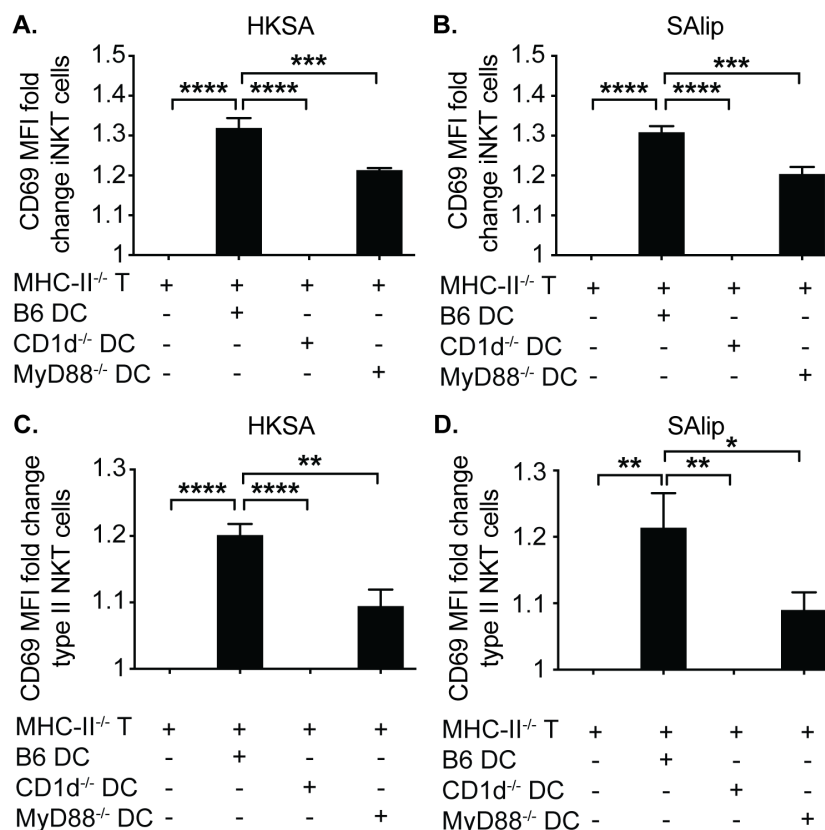 A.
HKSA
CD69 MFI fold
change iNKT cells
1.5
1.4
1.3
1.2
1.1
1
****
****
***
MHC-II-/- T + + + +
B6 DC - + - -
CD1d-/- DC - - + -
MyD88-/- DC - - - +
B.
SAlip
CD69 MFI fold
change iNKT cells
1.5
1.4
1.3
1.2
1.1
1
****
****
***
MHC-II-/- T + + + +
B6 DC - + - -
CD1d-/- DC - - + -
MyD88-/- DC - - - +
C.
HKSA
CD69 MFI fold change
type II NKT cells
1.3
1.2
1.1
1
****
****
**
MHC-II-/- T + + + +
B6 DC - + - -
CD1d-/- DC - - + -
MyD88-/- DC - - - +
D.
SAlip
CD69 MFI fold change
type II NKT cells
1.3
1.2
1.1
1
**
**
*
MHC-II-/- T + + + +
B6 DC - + - -
CD1d-/- DC - - + -
MyD88-/- DC - - - +